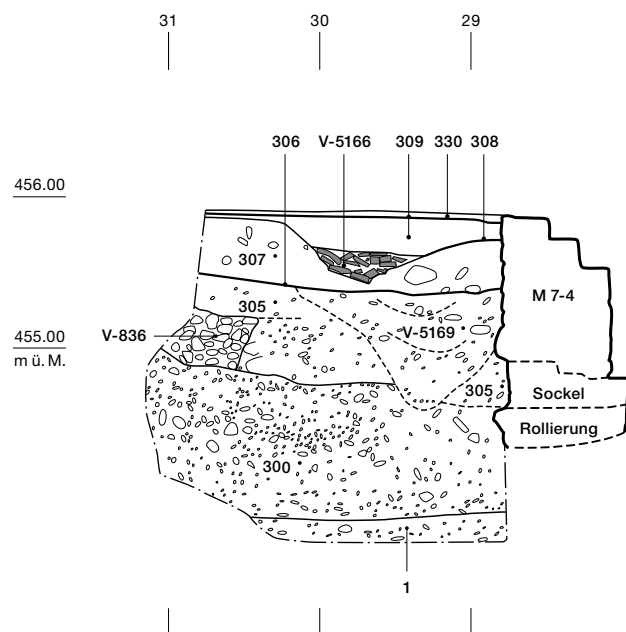 31 30 29
306 V-5166 309 330 308
456.00
307
M 7-4
305
V-836 V-5169
455.00
m ü. M.
305 Sockel
Rollierung
300
1